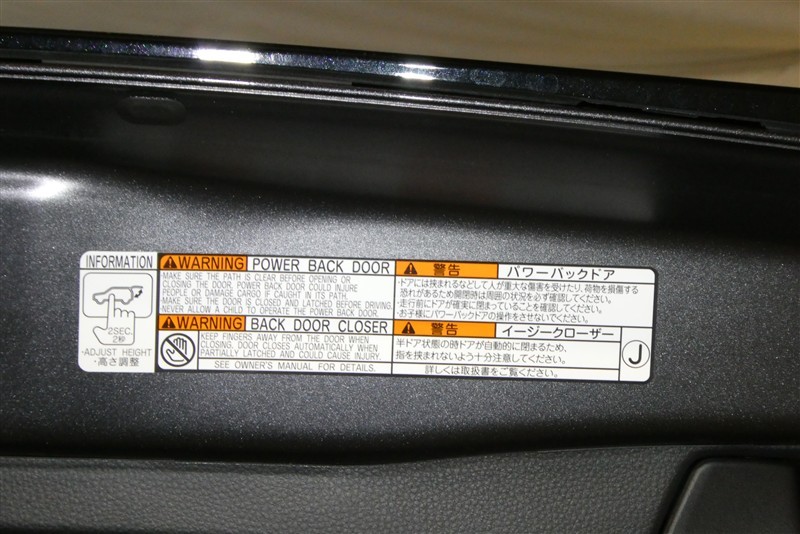 INFORMATION
2SEC.
2秒
·ADJUST HEIGHT
·高さ調整
WARNING POWER BACK DOOR
MAKE SURE THE PATH IS CLEAR BEFORE OPENING OR
CLOSING THE DOOR. POWER BACK DOOR COULD INJURE
PEOPLE OR DAMAGE CARGO IF CAUGHT IN ITS PATH.
MAKE SURE THE DOOR IS CLOSED AND LATCHED BEFORE DRIVING.
NEVER ALLOW A CHILD TO OPERATE THE POWER BACK DOOR.
WARNING BACK DOOR CLOSER
KEEP FINGERS AWAY FROM THE DOOR WHEN
CLOSING. DOOR CLOSES AUTOMATICALLY WHEN
PARTIALLY LATCHED AND COULD CAUSE INJURY.
SEE OWNER'S MANUAL FOR DETAILS.
警告 パワーバックドア
·ドアには挟まれるなどして人が重大な傷害を受けたり、荷物を損傷する
恐れがあるため開閉時は周囲の状況を必ず確認してください。
·走行前にドアが確実に閉まっていることを確認してください。
·お子様にパワーバックドアの操作をさせないでください。
警告 イージークローザー
半ドア状態の時ドアが自動的に閉まるため、
指を挟まれないよう十分注意してください。
詳しくは取扱書をご覧ください。
J